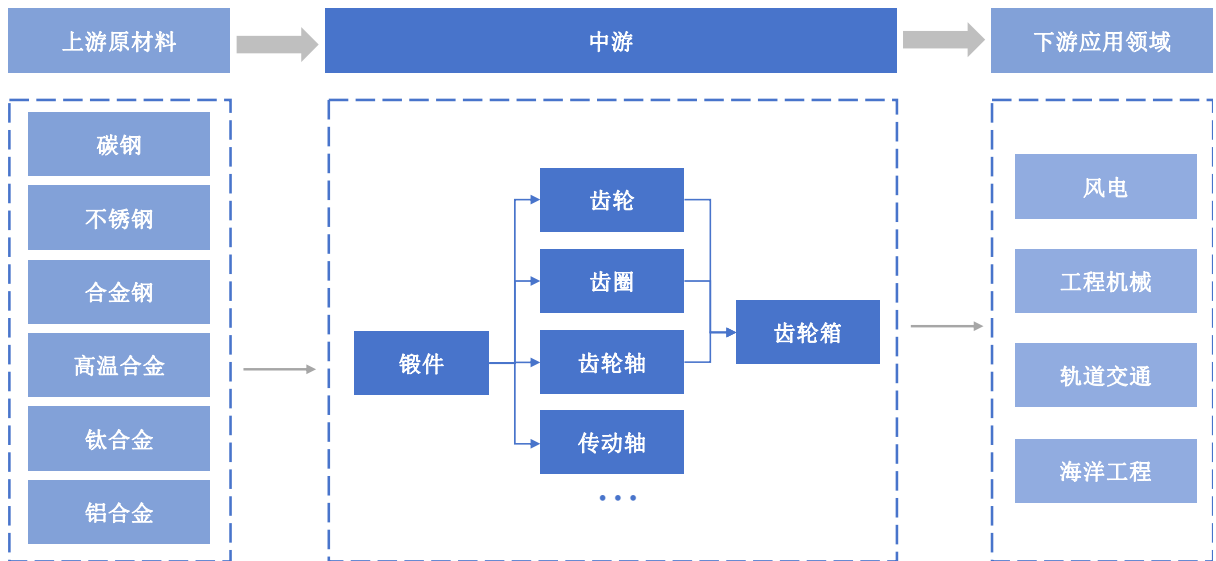 上游原材料
中游
下游应用领域
碳钢
不锈钢
合金钢
高温合金
钛合金
铝合金
锻件
齿轮
齿圈
齿轮轴
传动轴
...
齿轮箱
风电
工程机械
轨道交通
海洋工程